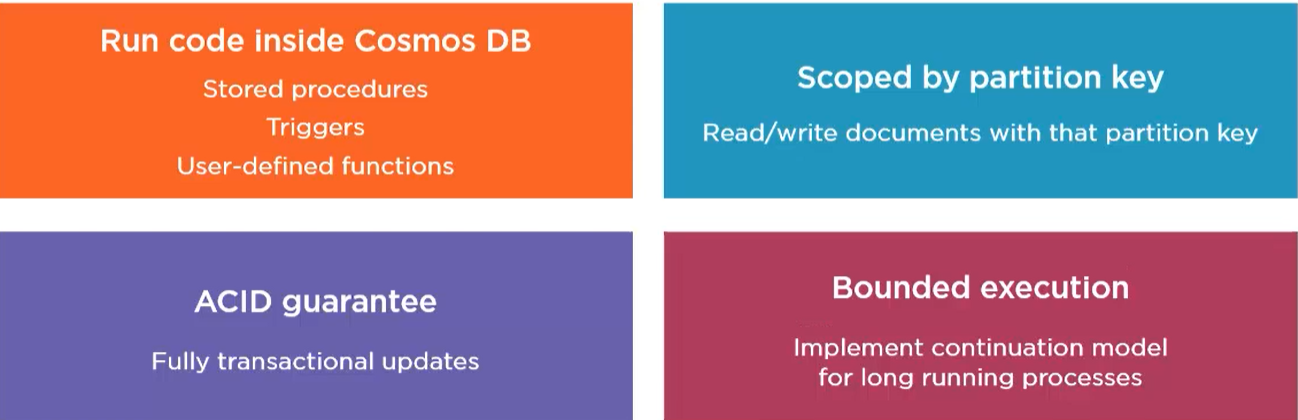 Run code inside Cosmos DB
Stored procedures
Triggers
User-defined functions
Scoped by partition key
Read/write documents with that partition key
ACID guarantee
Fully transactional updates
Bounded execution
Implement continuation model
for long running processes